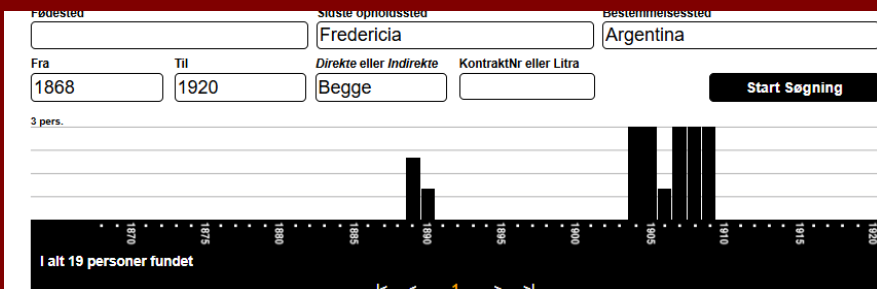 Fødested Sidste opholdssted Bestemmelsessted
Fredericia Argentina
Fra Til Direkte eller Indirekte KontraktNr eller Litra
1868 1920 Begge Start Søgning
3 pers.
1870 1875 1880 1885 1890 1895 1900 1905 1910 1915 1920
I alt 19 personer fundet
|< < 1 > >|